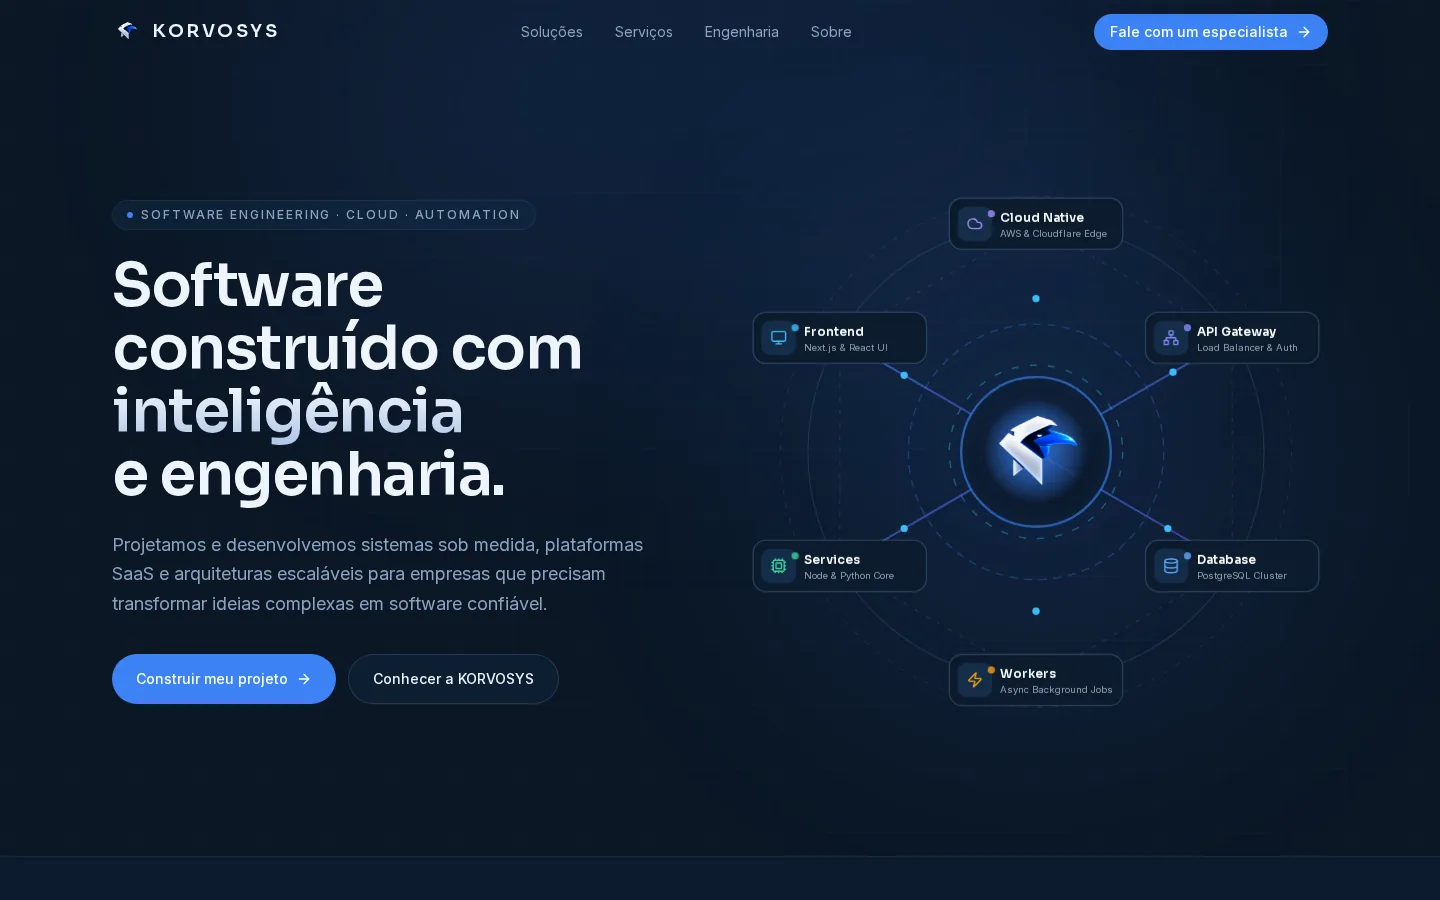 KORVOSYS
Soluções
Serviços
Engenharia
Sobre
Fale com um especialista →
SOFTWARE ENGINEERING · CLOUD · AUTOMATION
Software
construído com
inteligência
e engenharia.
Projetamos e desenvolvemos sistemas sob medida, plataformas
SaaS e arquiteturas escaláveis para empresas que precisam
transformar ideias complexas em software confiável.
Construir meu projeto →
Conhecer a KORVOSYS
Cloud Native
AWS & Cloudflare Edge
Frontend
Next.js & React UI
API Gateway
Load Balancer & Auth
Services
Node & Python Core
Database
PostgreSQL Cluster
Workers
Async Background Jobs